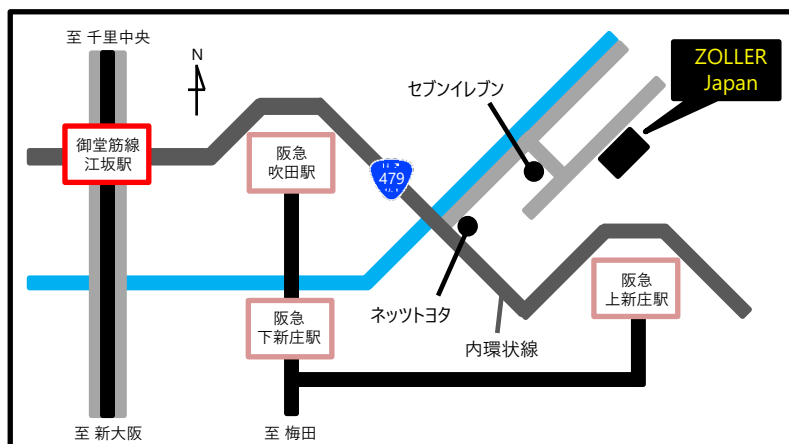 至 千里中央
N
ZOLLER
Japan
セブンイレブン
御堂筋線
江坂駅
阪急
吹田駅
479
阪急
上新庄駅
ネッツトヨタ
阪急
下新庄駅
内環状線
至 新大阪
至 梅田